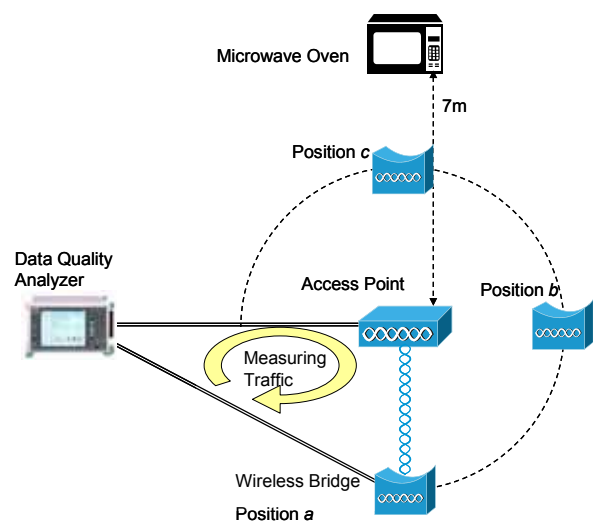 Microwave Oven
7m
Position c
Data Quality
Analyzer
Access Point
Position b
Measuring
Traffic
Wireless Bridge
Position a